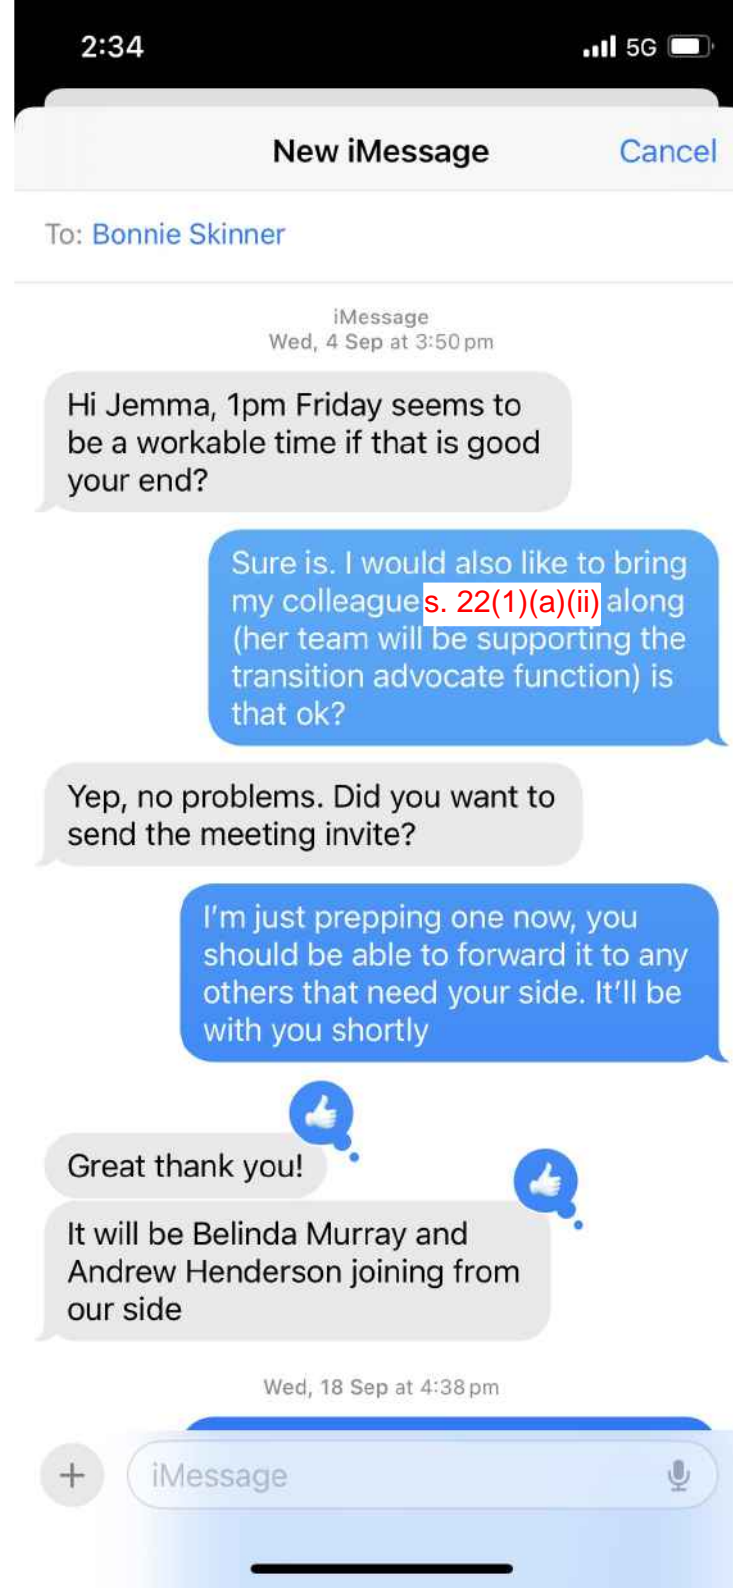 2:34
5G
New iMessage
Cancel
To: Bonnie Skinner
iMessage
Wed, 4 Sep at 3:50 pm
Hi Jemma, 1pm Friday seems to
be a workable time if that is good
your end?
Sure is. I would also like to bring
my colleague s. 22(1)(a)(ii) along
(her team will be supporting the
transition advocate function) is
that ok?
Yep, no problems. Did you want to
send the meeting invite?
I’m just prepping one now, you
should be able to forward it to any
others that need your side. It’ll be
with you shortly
Great thank you!
It will be Belinda Murray and
Andrew Henderson joining from
our side
Wed, 18 Sep at 4:38 pm
iMessage